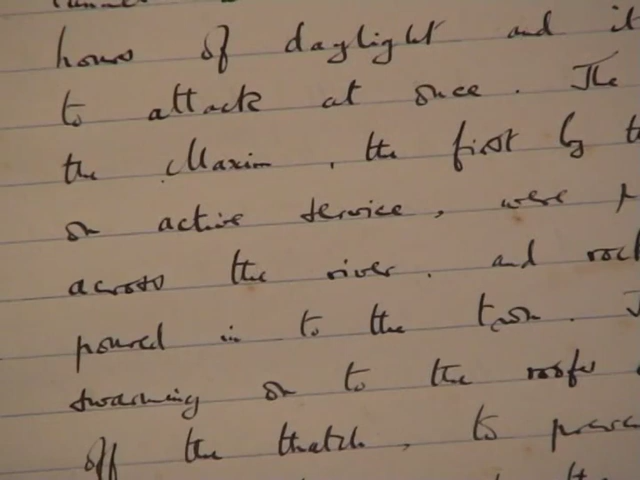 hours of daylight and it
to attack at once. The
the Maxim, the first by t
on active service, were
across the river. and rock
poured in to the town. T
swarming on to the roofs
off the thatch, to